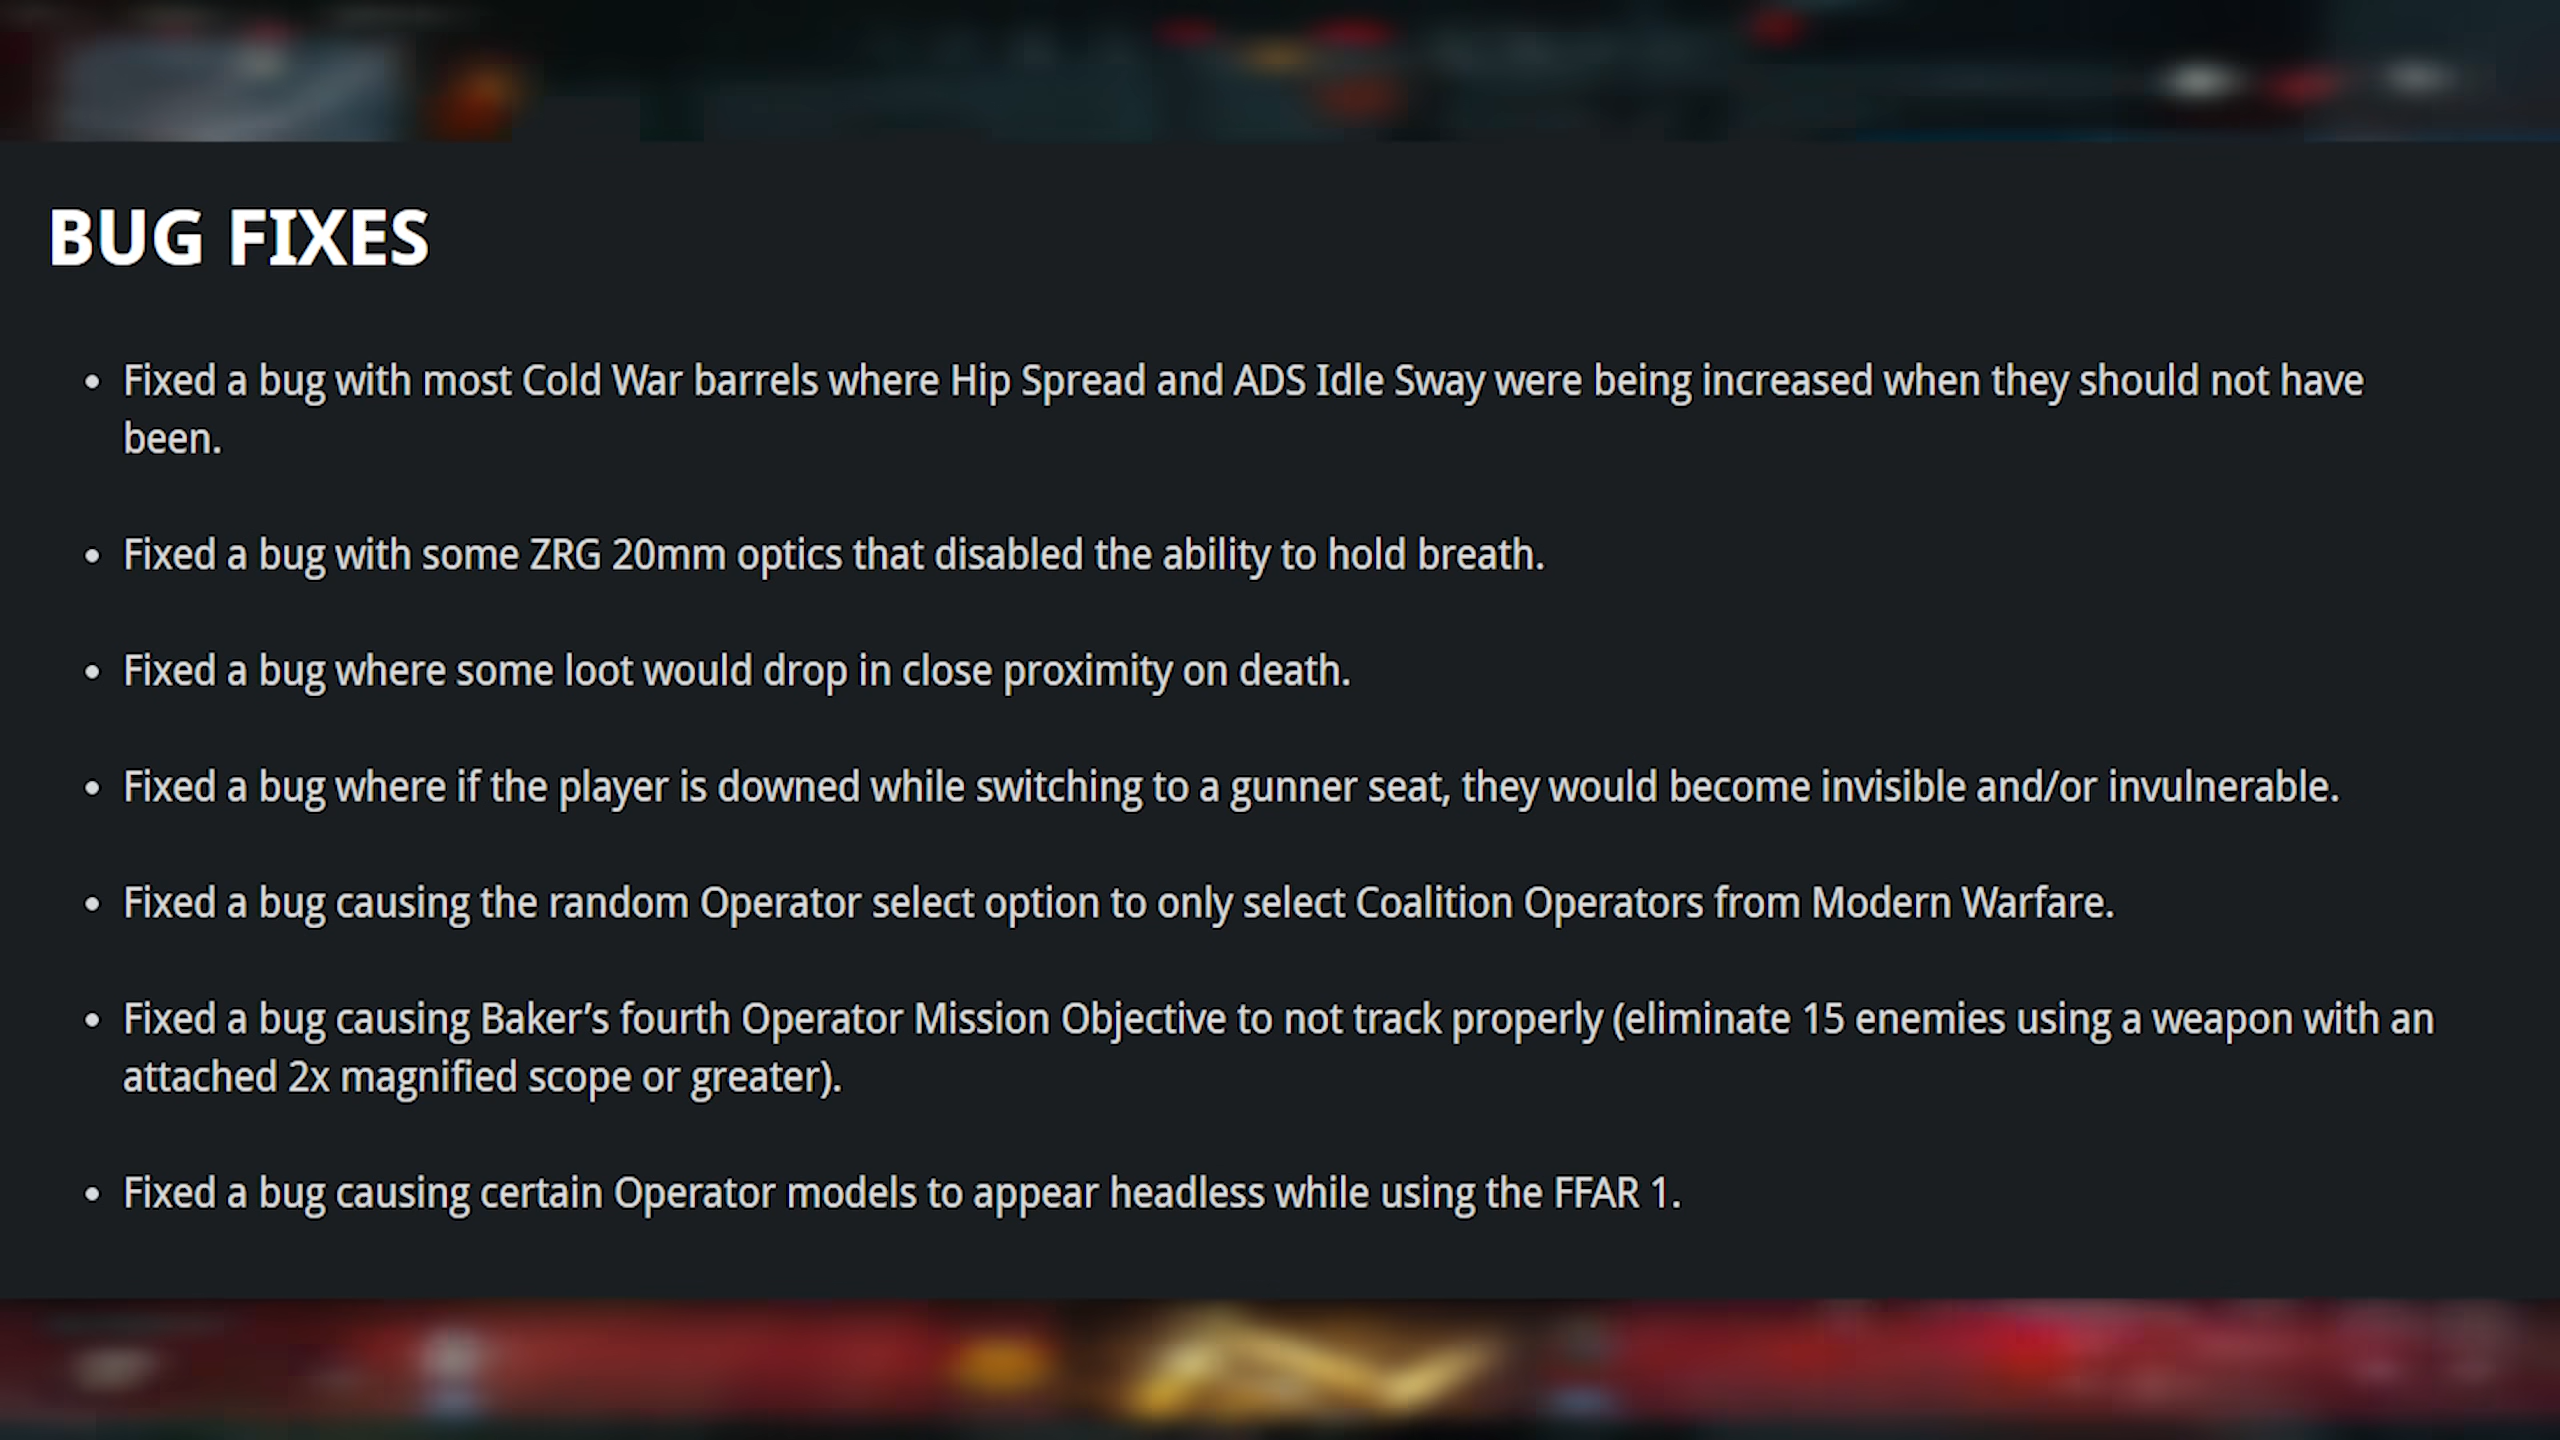 BUG FIXES
• Fixed a bug with most Cold War barrels where Hip Spread and ADS Idle Sway were being increased when they should not have
been.
• Fixed a bug with some ZRG 20mm optics that disabled the ability to hold breath.
• Fixed a bug where some loot would drop in close proximity on death.
• Fixed a bug where if the player is downed while switching to a gunner seat, they would become invisible and/or invulnerable.
• Fixed a bug causing the random Operator select option to only select Coalition Operators from Modern Warfare.
• Fixed a bug causing Baker’s fourth Operator Mission Objective to not track properly (eliminate 15 enemies using a weapon with an
attached 2x magnified scope or greater).
• Fixed a bug causing certain Operator models to appear headless while using the FFAR 1.